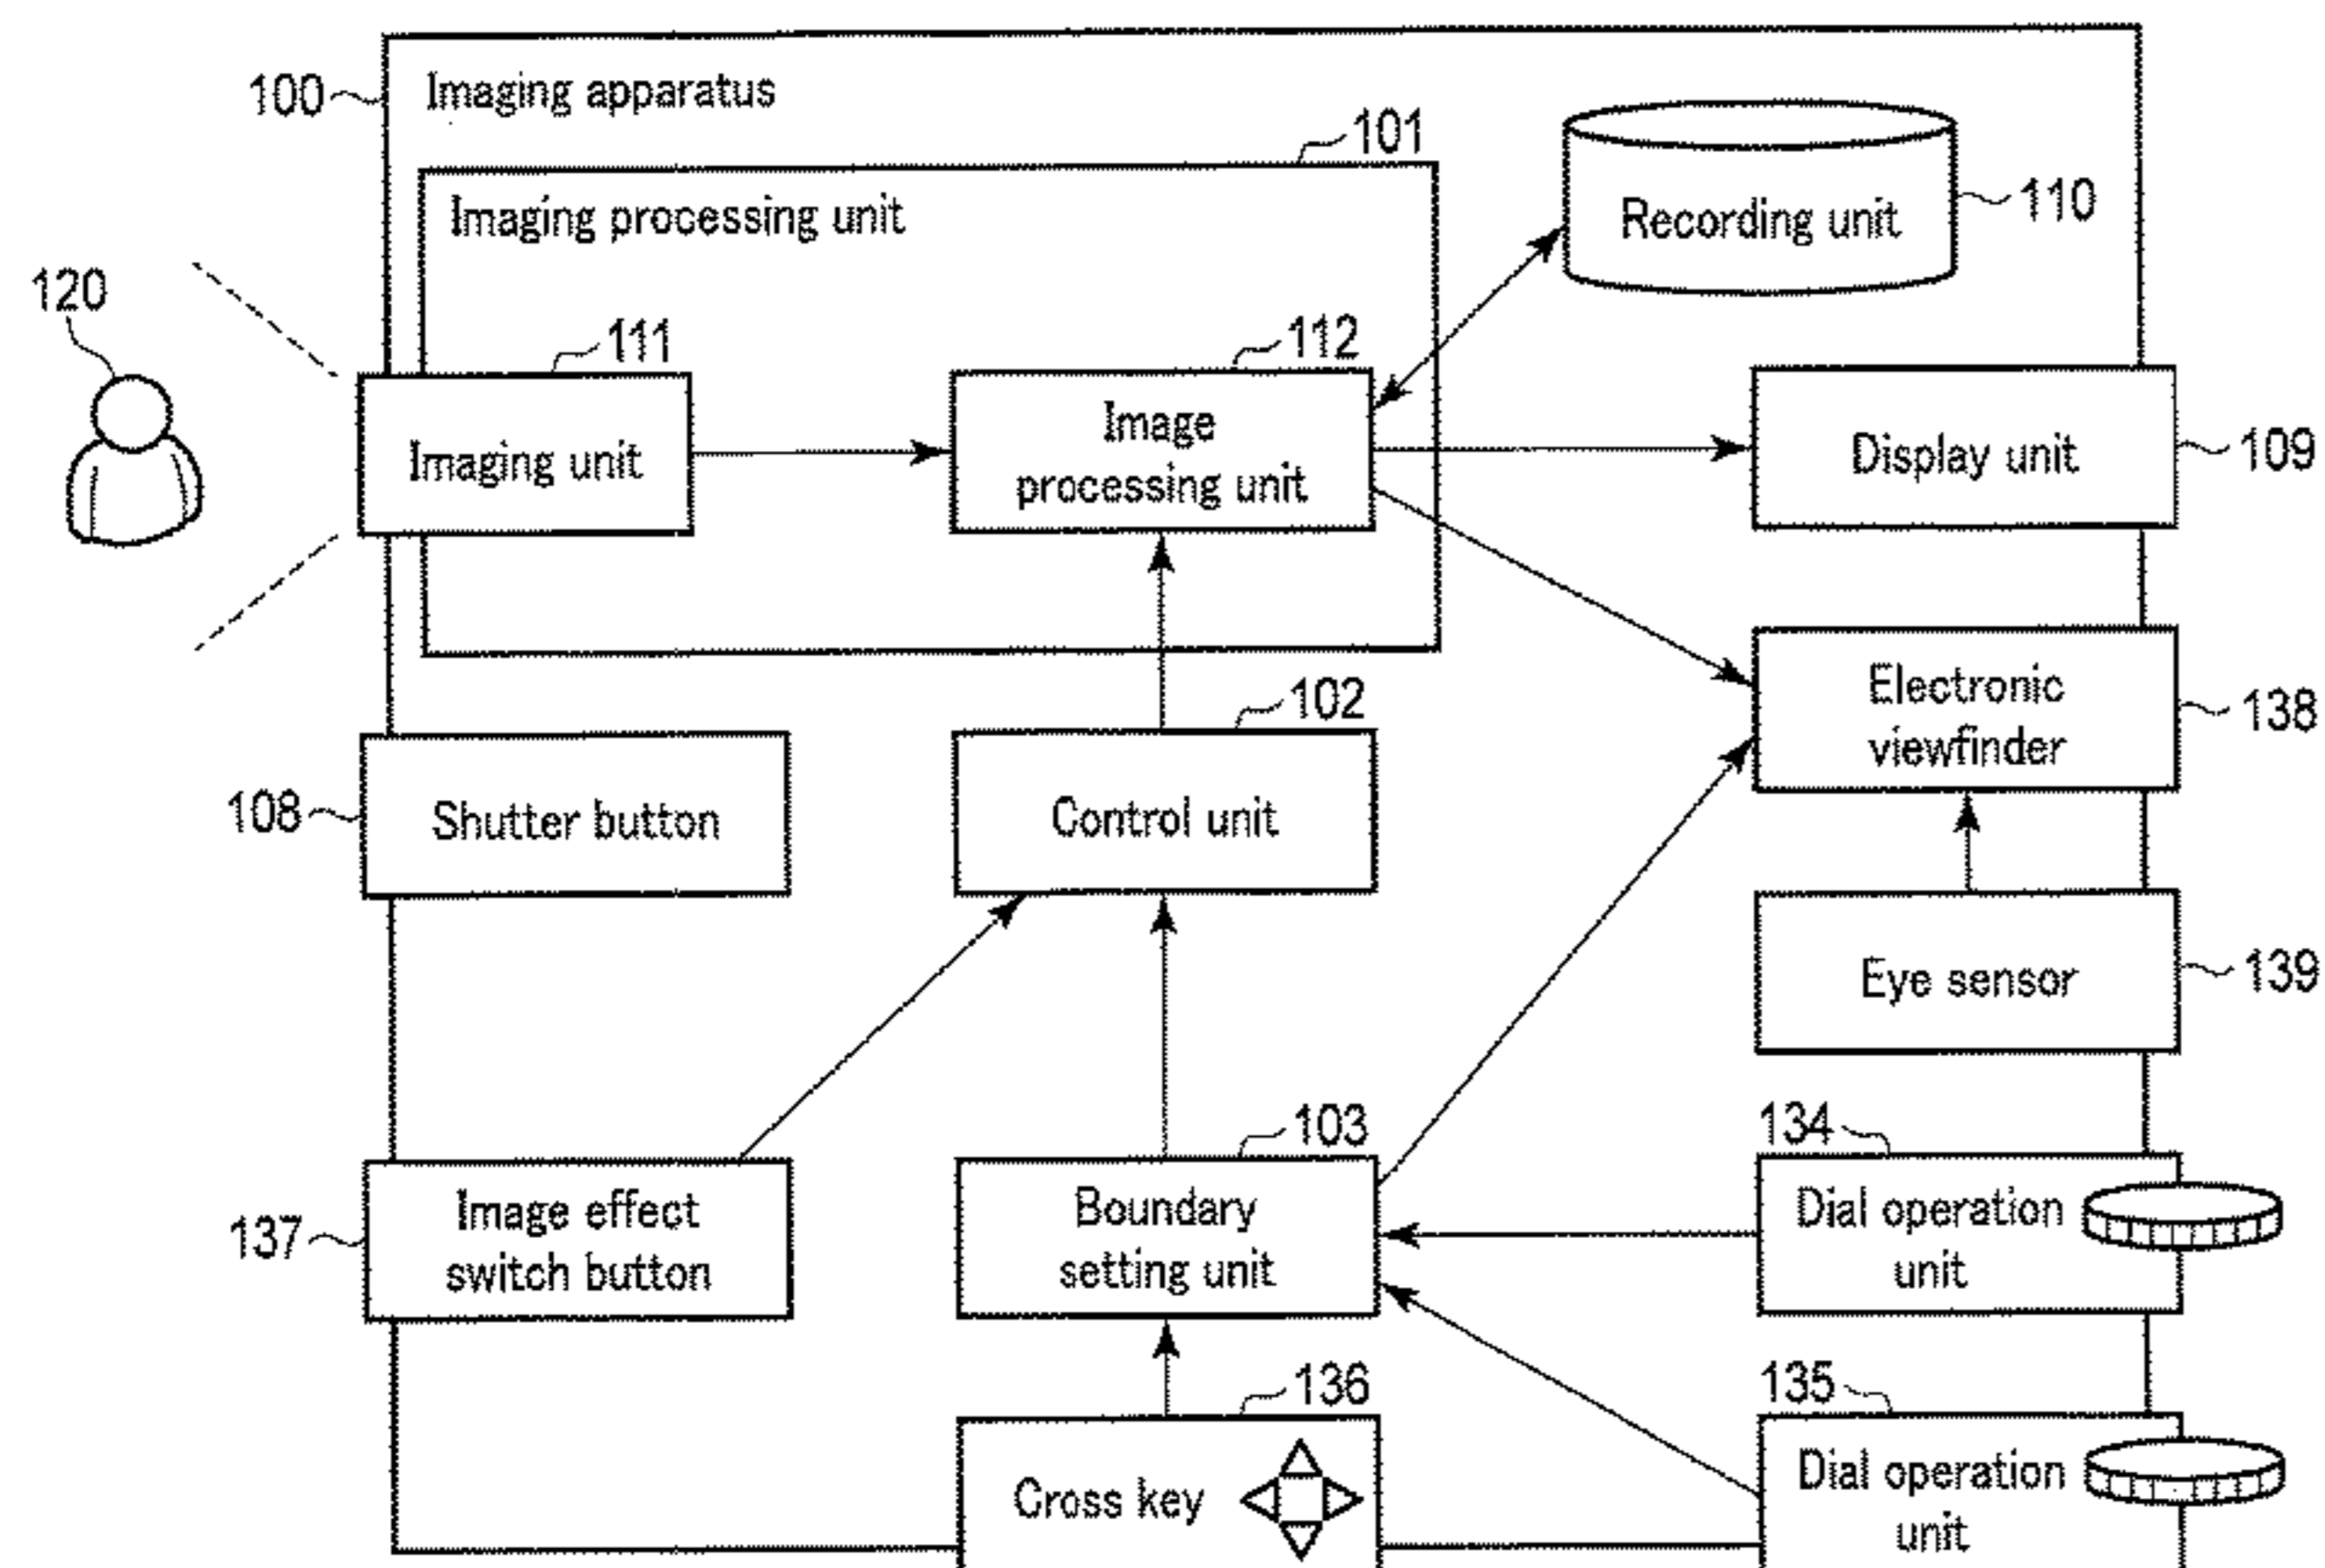 100
Imaging apparatus
101
Imaging processing unit
Recording unit
110
120
111
112
Imaging unit
Image
processing unit
Display unit
109
102
Electronic
viewfinder
138
108
Shutter button
Control unit
Eye sensor
139
103
134
137
Image effect
switch button
Boundary
setting unit
Dial operation
unit
136
135
Cross key
Dial operation
unit